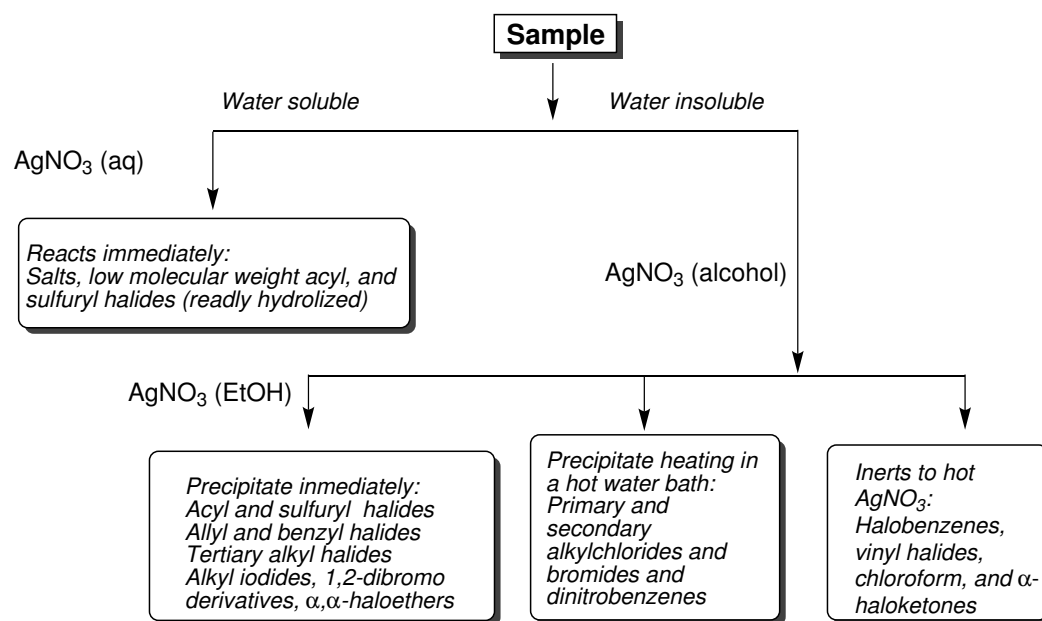 Sample
Water soluble
Water insoluble
AgNO₃ (aq)
Reacts immediately:
Salts, low molecular weight acyl, and
sulfuryl halides (readly hydrolized)
AgNO₃ (alcohol)
AgNO₃ (EtOH)
Precipitate inmediately:
Acyl and sulfuryl halides
Allyl and benzyl halides
Tertiary alkyl halides
Alkyl iodides, 1,2-dibromo
derivatives, α,α-haloethers
Precipitate heating in
a hot water bath:
Primary and
secondary
alkylchlorides and
bromides and
dinitrobenzenes
Inerts to hot
AgNO₃:
Halobenzenes,
vinyl halides,
chloroform, and α-
haloketones